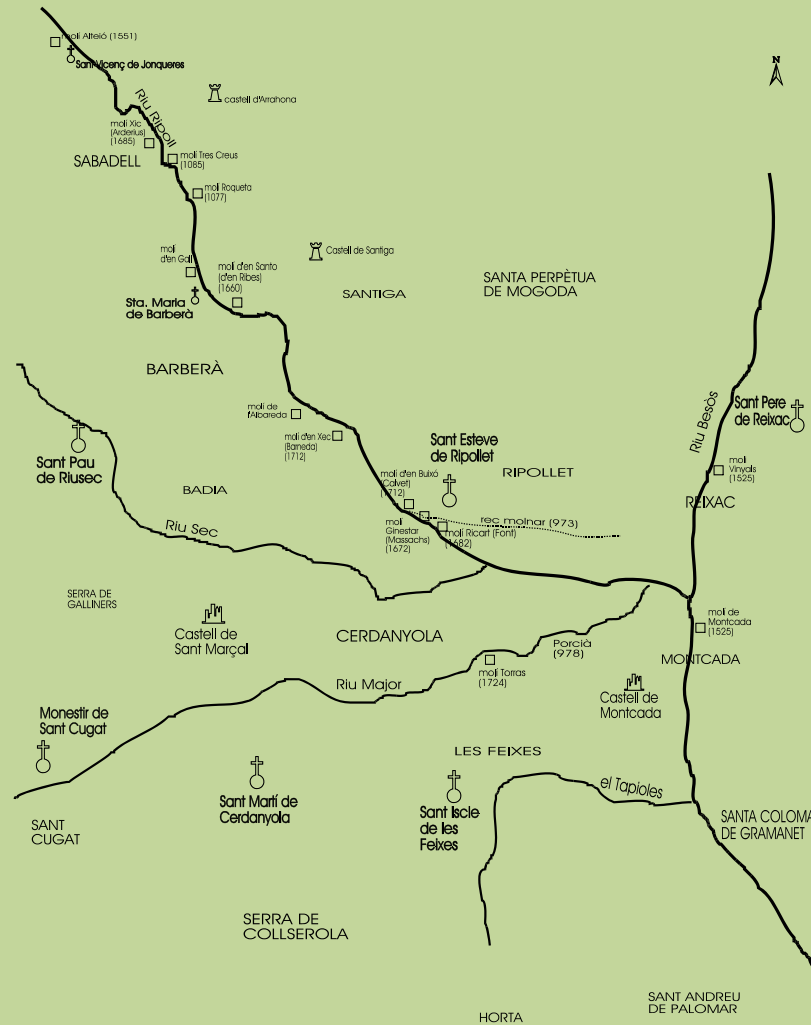 molí Alteió (1551)
Sant Vicenç de Jonqueres
N
castell d'Arrahona
Riu Ripoll
molí Xic
(Arderius)
(1685)
SABADELL
molí Tres Creus
(1085)
molí Roqueta
(1077)
molí
d'en Gall
Castell de Santiga
molí d'en Santo
(d'en Ribes)
(1660)
SANTIGA
SANTA PERPÈTUA
DE MOGODA
Sta. Maria
de Barberà
BARBERÀ
Riu Besòs
Sant Pere
de Reixac
molí de
l'Albareda
molí d'en Xec
(Barneda)
(1712)
Sant Esteve
de Ripollet
Sant Pau
de Riusec
BADIA
molí d'en Buixó
(Calvet)
(1712)
RIPOLLET
molí
Vinyals
(1525)
REIXAC
Riu Sec
molí
Ginestar
(Massachs)
(1672)
rec molnar (973)
molí Ricart (Font)
(1682)
SERRA DE
GALLINERS
Castell de
Sant Marçal
CERDANYOLA
Porcià
(978)
molí de
Montcada
(1525)
MONTCADA
molí Torras
(1724)
Riu Major
Castell de
Montcada
Monestir de
Sant Cugat
LES FEIXES
el Tapioles
Sant Martí de
Cerdanyola
Sant Iscle
de les
Feixes
SANT
CUGAT
SANTA COLOMA
DE GRAMANET
SERRA DE
COLLSEROLA
SANT ANDREU
DE PALOMAR
HORTA